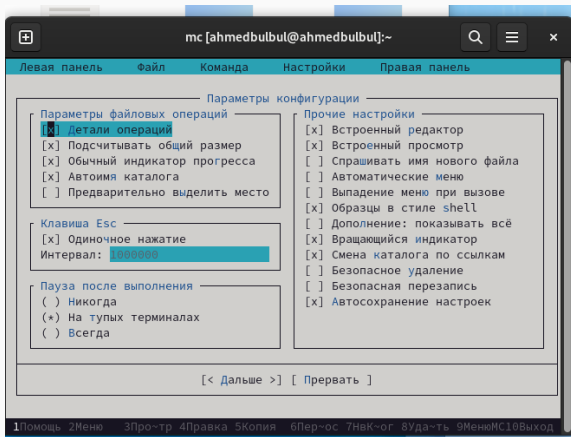 mc [ahmedbulbul@ahmedbulbul]:~
Левая панель Файл Команда Настройки Правая панель
Параметры конфигурации
Параметры файловых операций
[x] Детали операций
[x] Подсчитывать общий размер
[x] Обычный индикатор прогресса
[x] Автоимя каталога
[ ] Предварительно выделить место
Клавиша Esc
[x] Одиночное нажатие
Интервал: 1000000
Пауза после выполнения
( ) Никогда
(*) На тупых терминалах
( ) Всегда
Прочие настройки
[x] Встроенный редактор
[x] Встроенный просмотр
[ ] Спрашивать имя нового файла
[ ] Автоматические меню
[ ] Выпадение меню при вызове
[x] Образцы в стиле shell
[ ] Дополнение: показывать всё
[x] Вращающийся индикатор
[x] Смена каталога по ссылкам
[ ] Безопасное удаление
[ ] Безопасная перезапись
[x] Автосохранение настроек
[< Дальше >] [ Прервать ]
1Помощь 2Меню 3Про~тр 4Правка 5Копия 6Пер~ос 7НвК~ог 8Уда~ть 9МенюMC10Выход